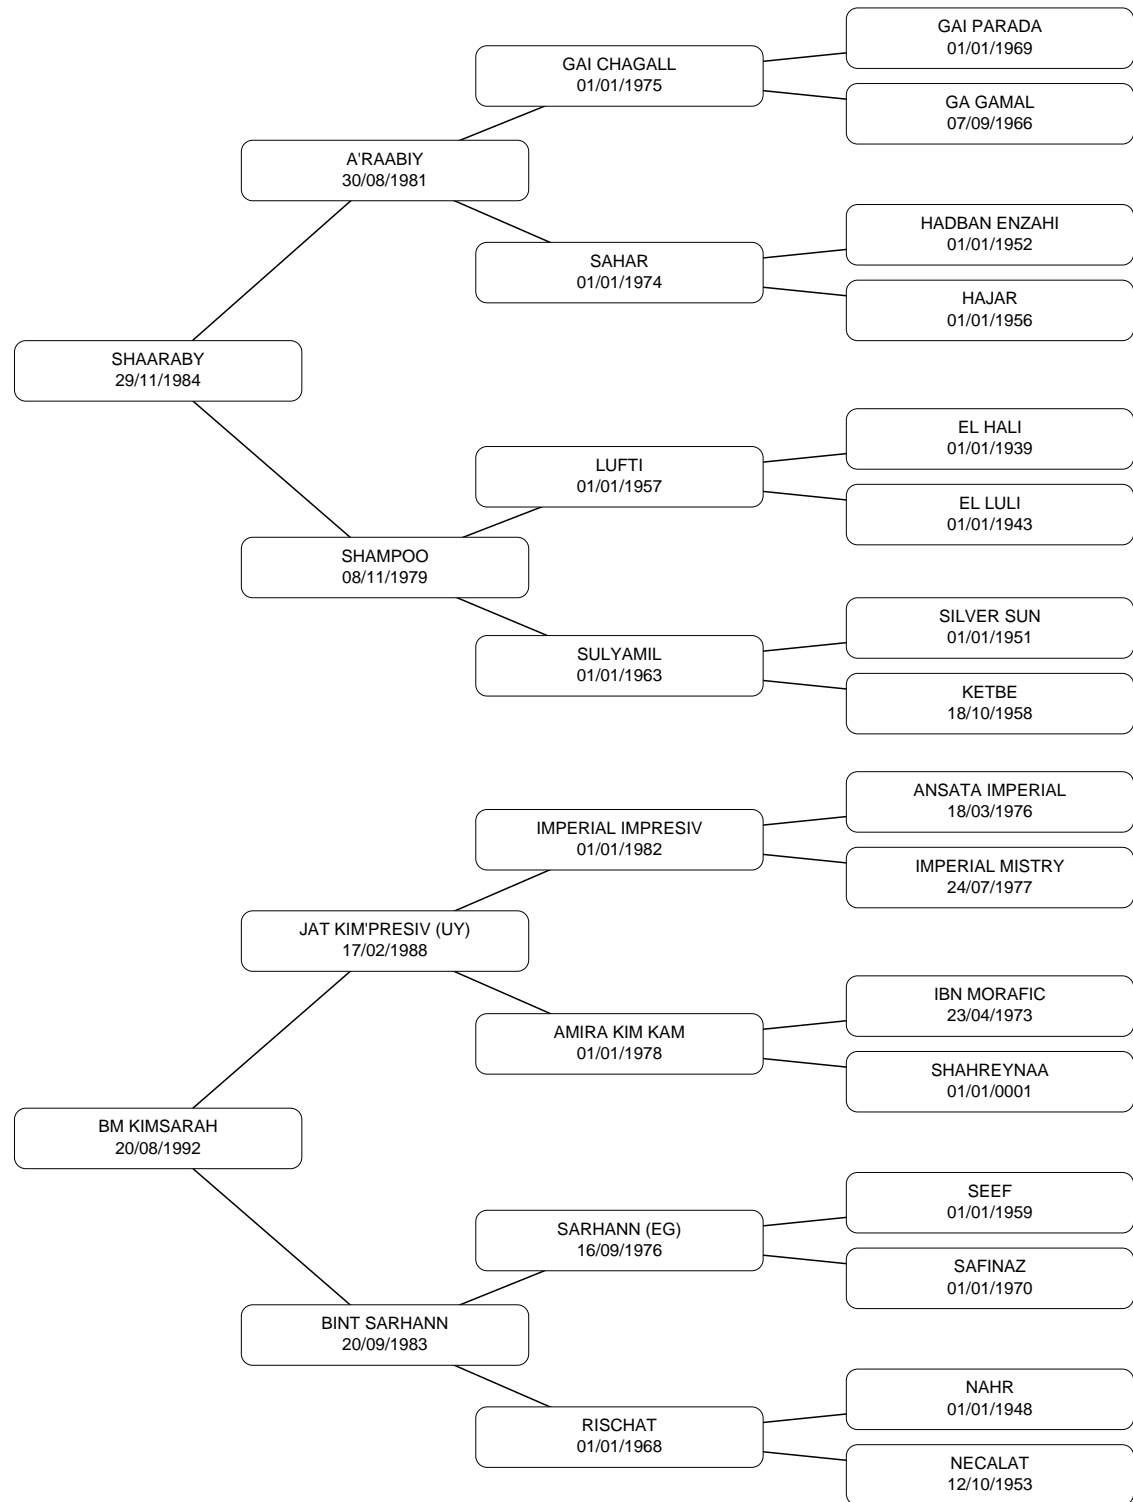 GAI PARADA
01/01/1969
GAI CHAGALL
01/01/1975
GA GAMAL
07/09/1966
A'RAABIY
30/08/1981
HADBAN ENZAHI
01/01/1952
SAHAR
01/01/1974
HAJAR
01/01/1956
SHAARABY
29/11/1984
EL HALI
01/01/1939
LUFTI
01/01/1957
EL LULI
01/01/1943
SHAMPOO
08/11/1979
SILVER SUN
01/01/1951
SULYAMIL
01/01/1963
KETBE
18/10/1958
ANSATA IMPERIAL
18/03/1976
IMPERIAL IMPRESIV
01/01/1982
IMPERIAL MISTRY
24/07/1977
JAT KIM'PRESIV (UY)
17/02/1988
IBN MORAFIC
23/04/1973
AMIRA KIM KAM
01/01/1978
SHAHREYNAA
01/01/0001
BM KIMSARAH
20/08/1992
SEEF
01/01/1959
SARHANN (EG)
16/09/1976
SAFINAZ
01/01/1970
BINT SARHANN
20/09/1983
NAHR
01/01/1948
RISCHAT
01/01/1968
NECALAT
12/10/1953